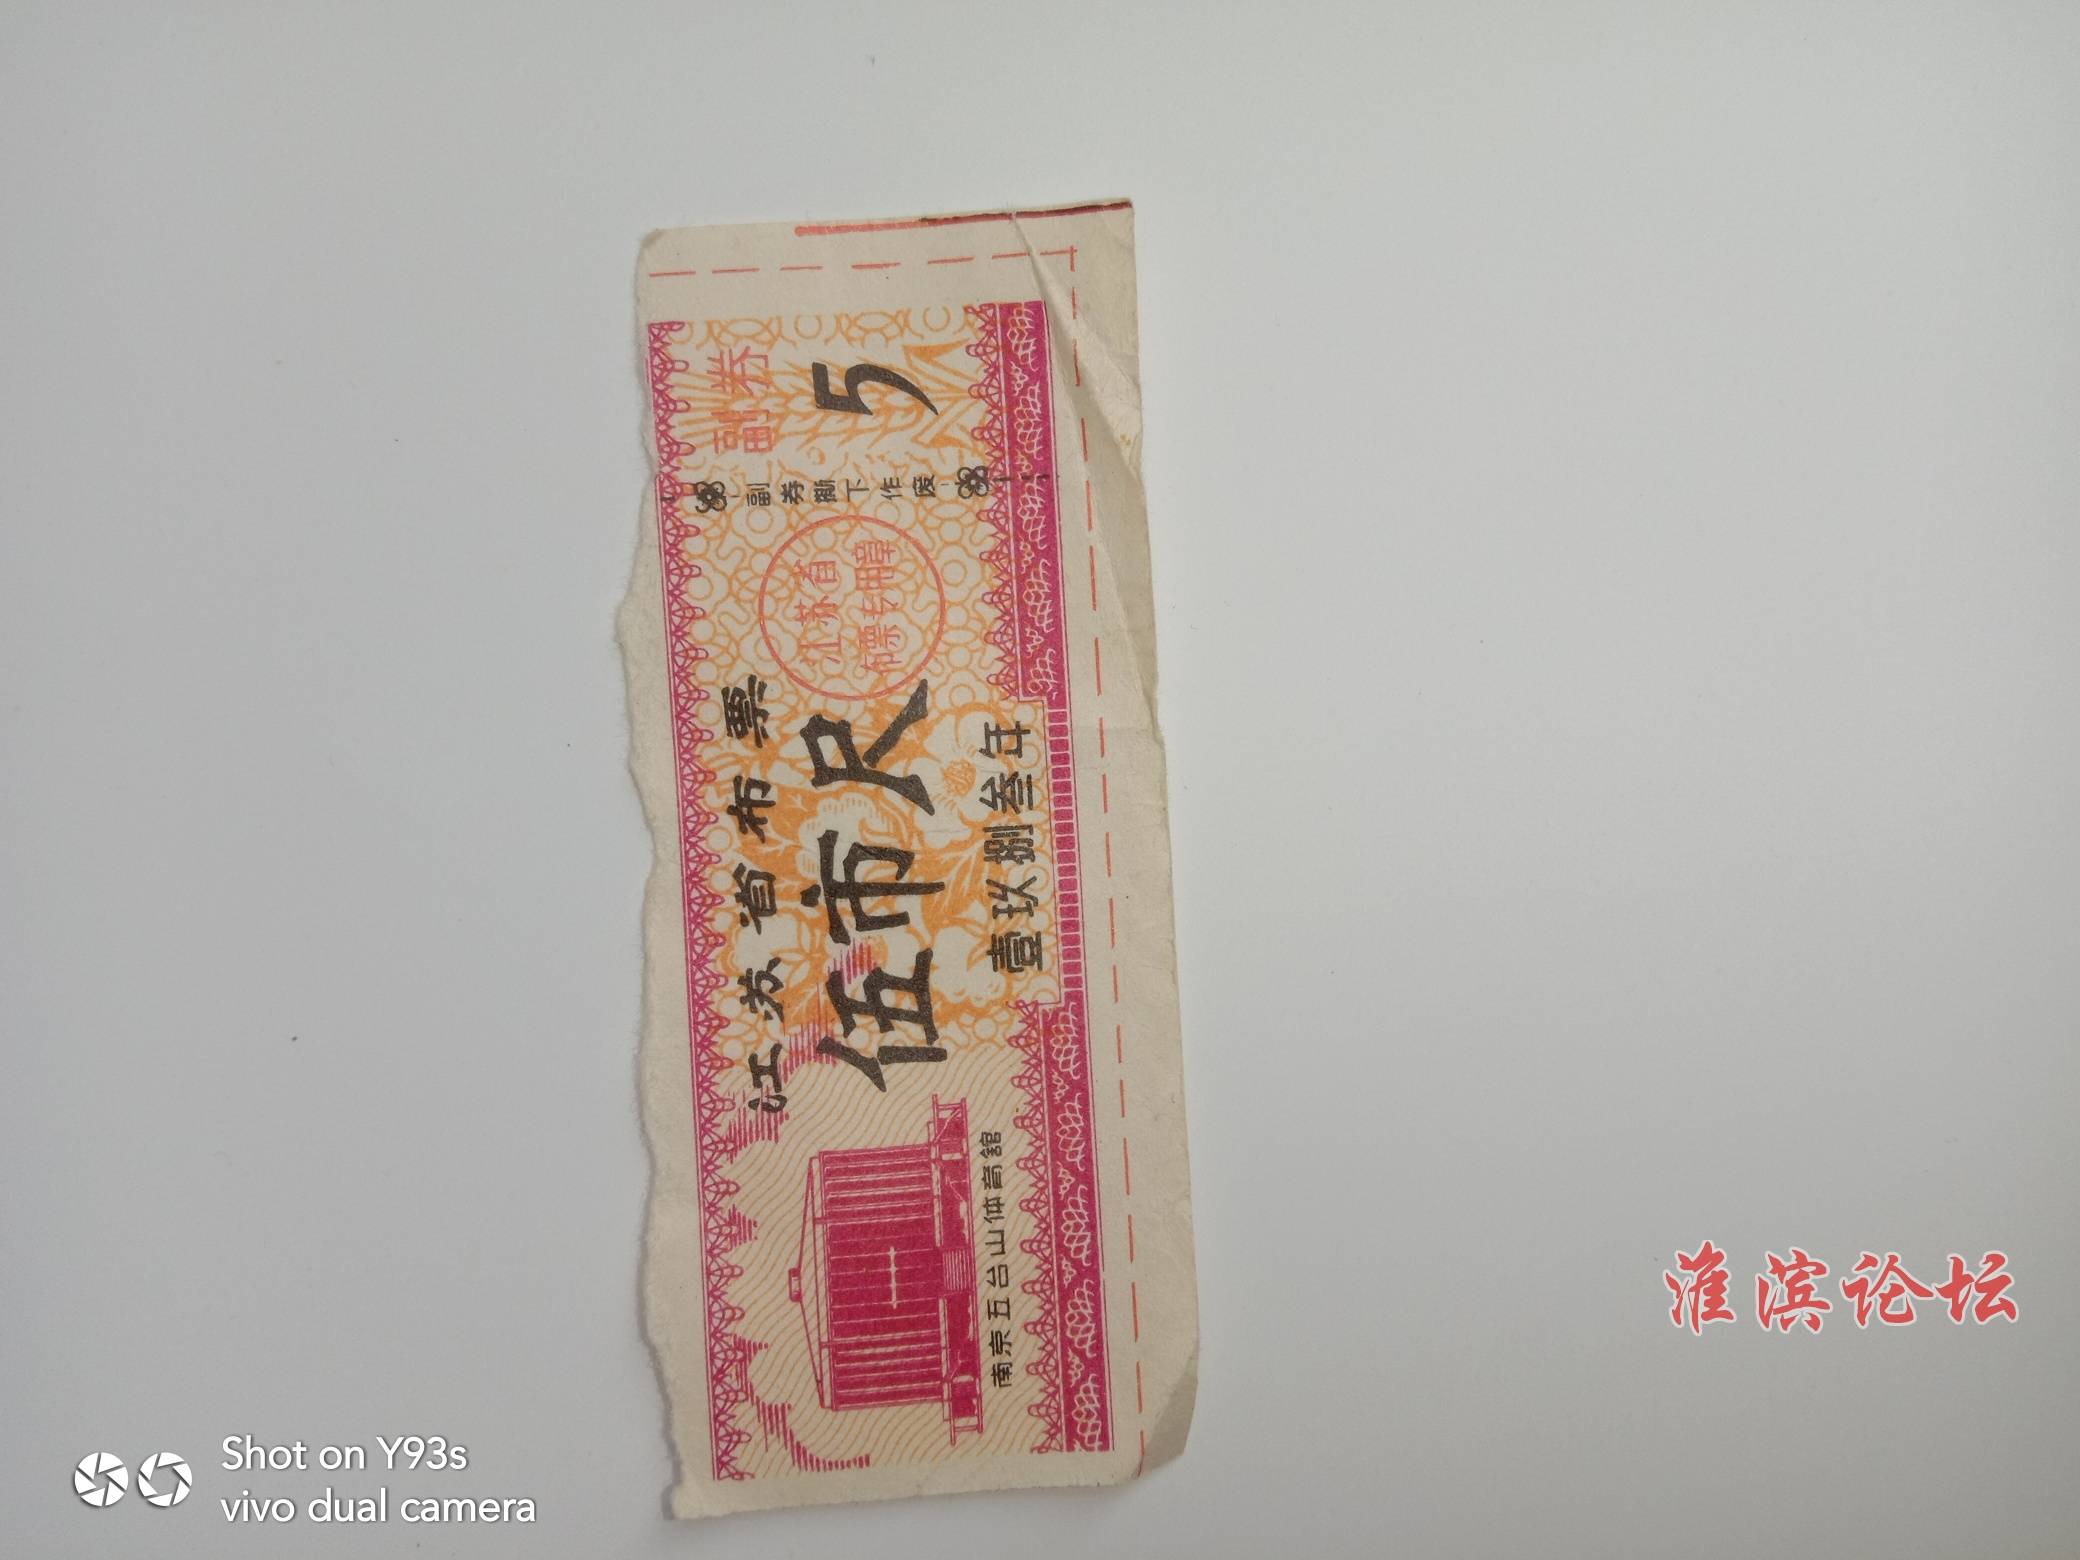 江苏省布票
伍市尺
壹玖捌叁年
南京五台山体育館
江苏省
布票专用章
副券撕下作废
副券
5
Shot on Y93s
vivo dual camera
淮滨论坛